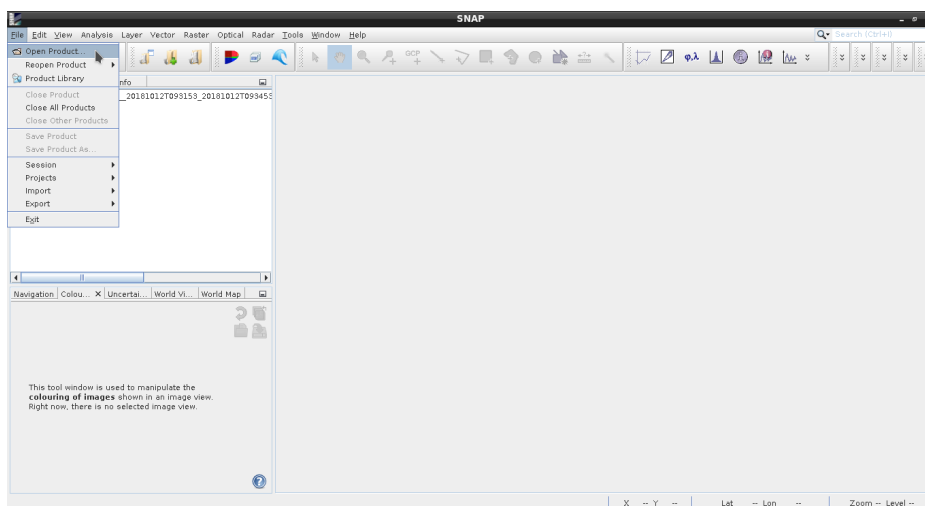 SNAP
File Edit View Analysis Layer Vector Raster Optical Radar Tools Window Help
Search (Ctrl+I)
Open Product...
Reopen Product
Product Library
Close Product
Close All Products
Close Other Products
Save Product
Save Product As...
Session
Projects
Import
Export
Exit
GCP
φ,λ
nfo
_20181012T093153_20181012T093453
Navigation Colou... Uncertai... World Vi... World Map
This tool window is used to manipulate the
colouring of images shown in an image view.
Right now, there is no selected image view.
X -- Y -- Lat -- Lon -- Zoom -- Level --